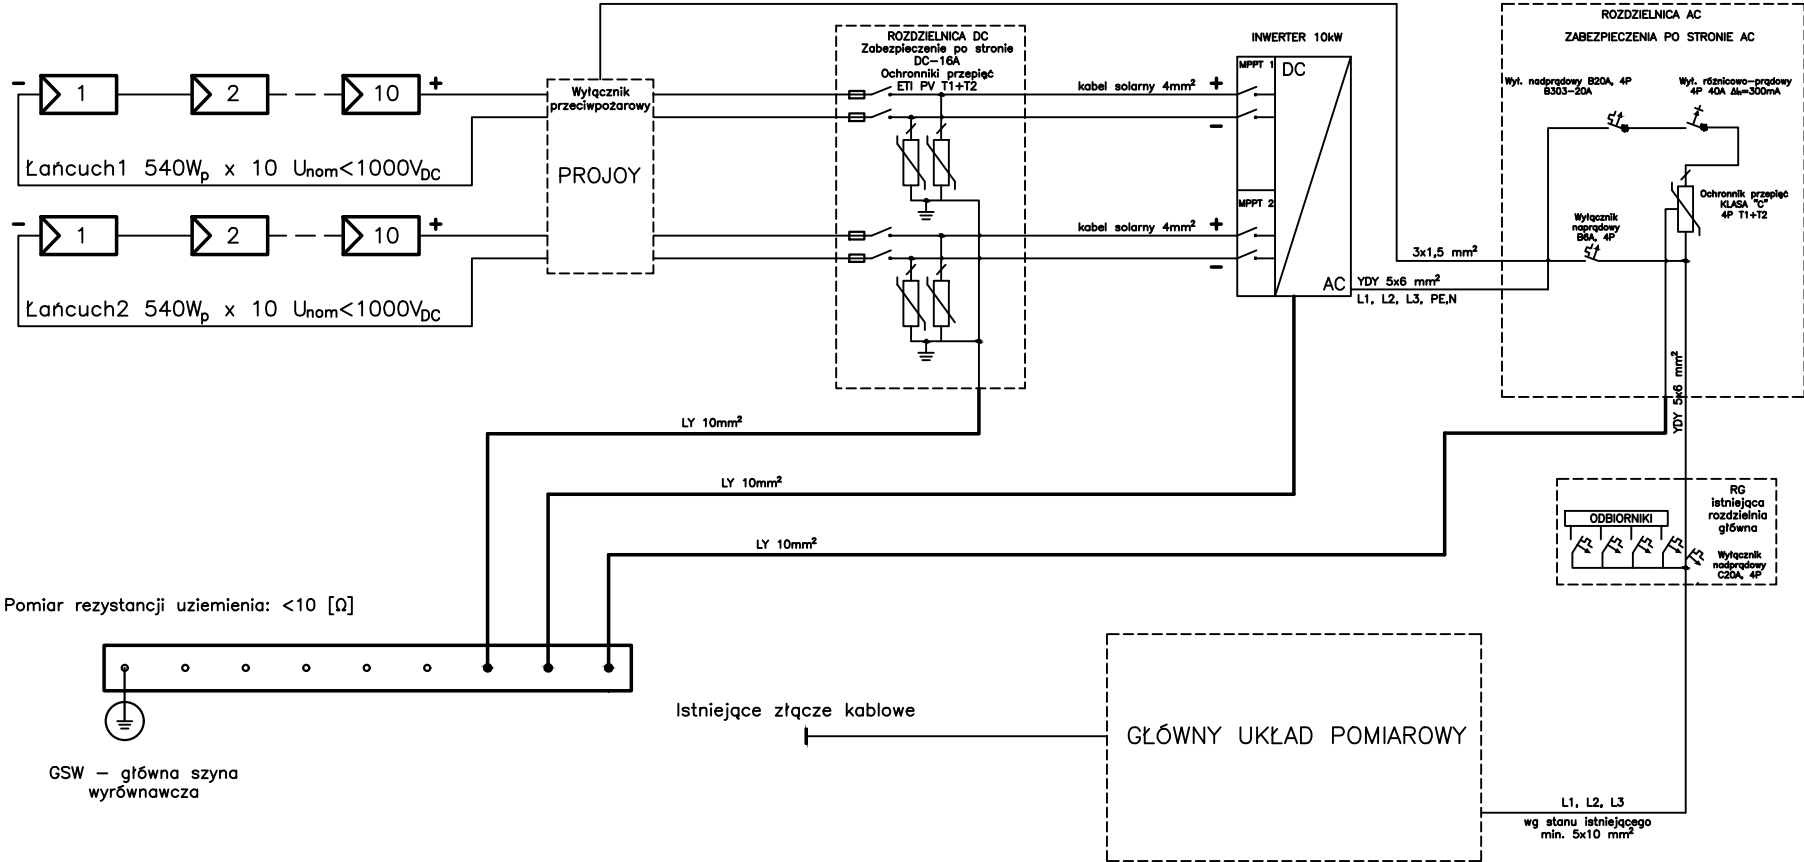 ROZDZIELNICA DC
Zabezpieczenie po stronie
DC-16A
Ochronniki przepięć
ETI PV T1+T2
INWERTER 10kW
ROZDZIELNICA AC
ZABEZPIECZENIA PO STRONIE AC
Wył. nadprądowy B20A, 4P
B303-20A
Wył. różnicowo-prądowy
4P 40A ΔIn=300mA
- 1 2 10 +
Wyłącznik
przeciwpożarowy
PROJOY
kabel solarny 4mm² +
-
MPPT 1
DC
Łańcuch1 540Wp x 10 Unom<1000VDC
Ochronnik przepięć
KLASA "C"
4P T1+T2
- 1 2 10 +
kabel solarny 4mm² +
-
MPPT 2
AC
Wyłącznik
naprądowy
B6A, 4P
3x1,5 mm²
YDY 5x6 mm²
L1, L2, L3, PE,N
Łańcuch2 540Wp x 10 Unom<1000VDC
YDY 5x6 mm²
LY 10mm²
LY 10mm²
LY 10mm²
RG
istniejąca
rozdzielnia
główna
ODBIORNIKI
Wyłącznik
nadprądowy
C20A, 4P
Pomiar rezystancji uziemienia: <10 [Ω]
GSW – główna szyna
wyrównawcza
Istniejące złącze kablowe
GŁÓWNY UKŁAD POMIAROWY
L1, L2, L3
wg stanu istniejącego
min. 5x10 mm²